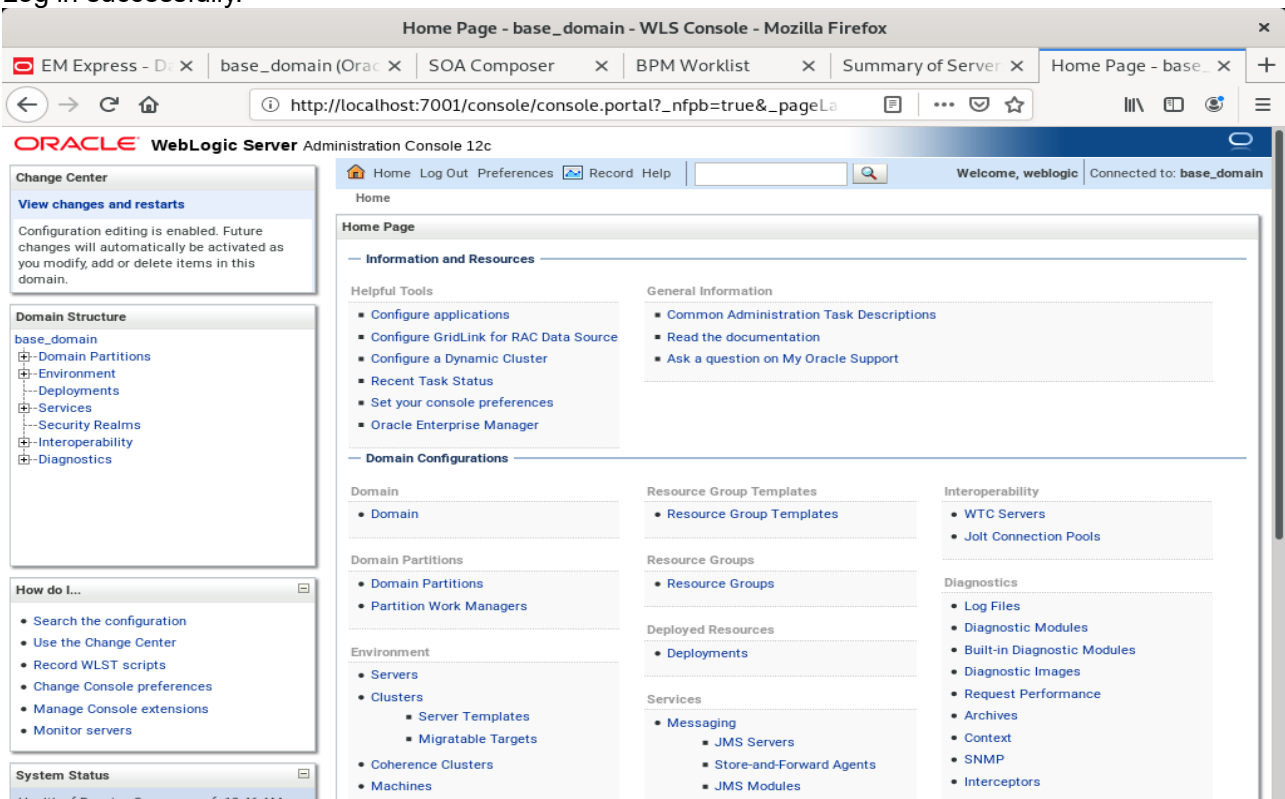 Log in successfully.
Home Page - base_domain - WLS Console - Mozilla Firefox
EM Express - Da
base_domain (Orac
SOA Composer
BPM Worklist
Summary of Server
Home Page - base_
http://localhost:7001/console/console.portal?_nfpb=true&_pageLa
ORACLE WebLogic Server Administration Console 12c
Change Center
View changes and restarts
Configuration editing is enabled. Future
changes will automatically be activated as
you modify, add or delete items in this
domain.
Domain Structure
base_domain
Domain Partitions
Environment
Deployments
Services
Security Realms
Interoperability
Diagnostics
How do I...
Search the configuration
Use the Change Center
Record WLST scripts
Change Console preferences
Manage Console extensions
Monitor servers
System Status
Home Log Out Preferences Record Help
Welcome, weblogic Connected to: base_domain
Home
Home Page
Information and Resources
Helpful Tools
Configure applications
Configure GridLink for RAC Data Source
Configure a Dynamic Cluster
Recent Task Status
Set your console preferences
Oracle Enterprise Manager
General Information
Common Administration Task Descriptions
Read the documentation
Ask a question on My Oracle Support
Domain Configurations
Domain
Domain
Domain Partitions
Domain Partitions
Partition Work Managers
Environment
Servers
Clusters
Server Templates
Migratable Targets
Coherence Clusters
Machines
Resource Group Templates
Resource Group Templates
Resource Groups
Resource Groups
Deployed Resources
Deployments
Services
Messaging
JMS Servers
Store-and-Forward Agents
JMS Modules
Interoperability
WTC Servers
Jolt Connection Pools
Diagnostics
Log Files
Diagnostic Modules
Built-in Diagnostic Modules
Diagnostic Images
Request Performance
Archives
Context
SNMP
Interceptors